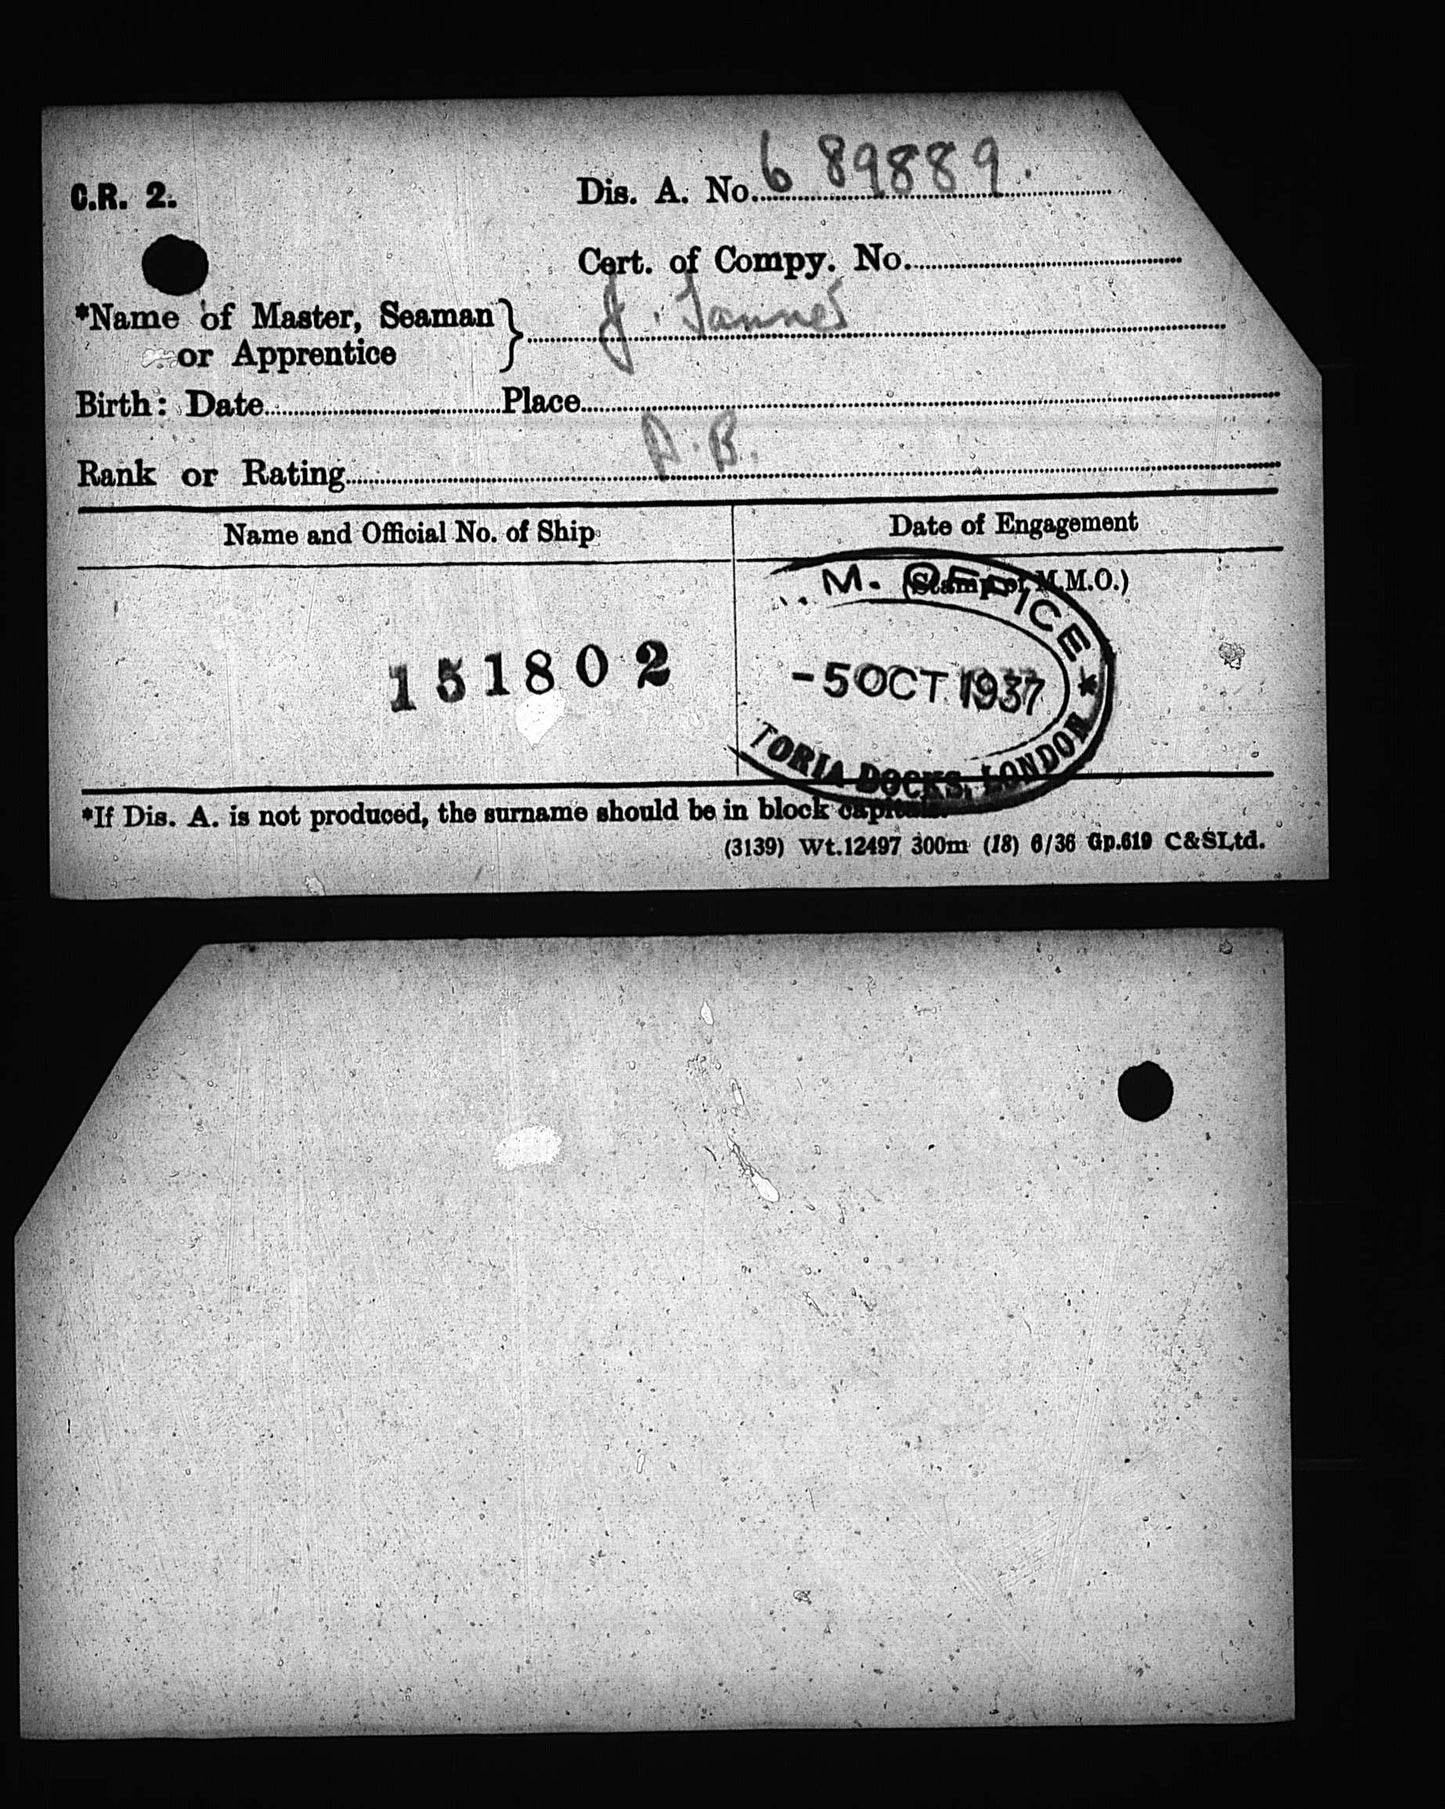 C.R. 2.
Dis. A. No. 689889.
Cert. of Compy. No.
*Name of Master, Seaman
or Apprentice } J. Tannes
Birth: Date Place
Rank or Rating A.B.
Name and Official No. of Ship
Date of Engagement
(Stamp of M.M.O.)
.M. OFFICE
151802
-5 OCT 1937
TORIA DOCKS, LONDON *
*If Dis. A. is not produced, the surname should be in block capitals.
(3139) Wt.12497 300m (18) 6/36 Gp.619 C&SLtd.